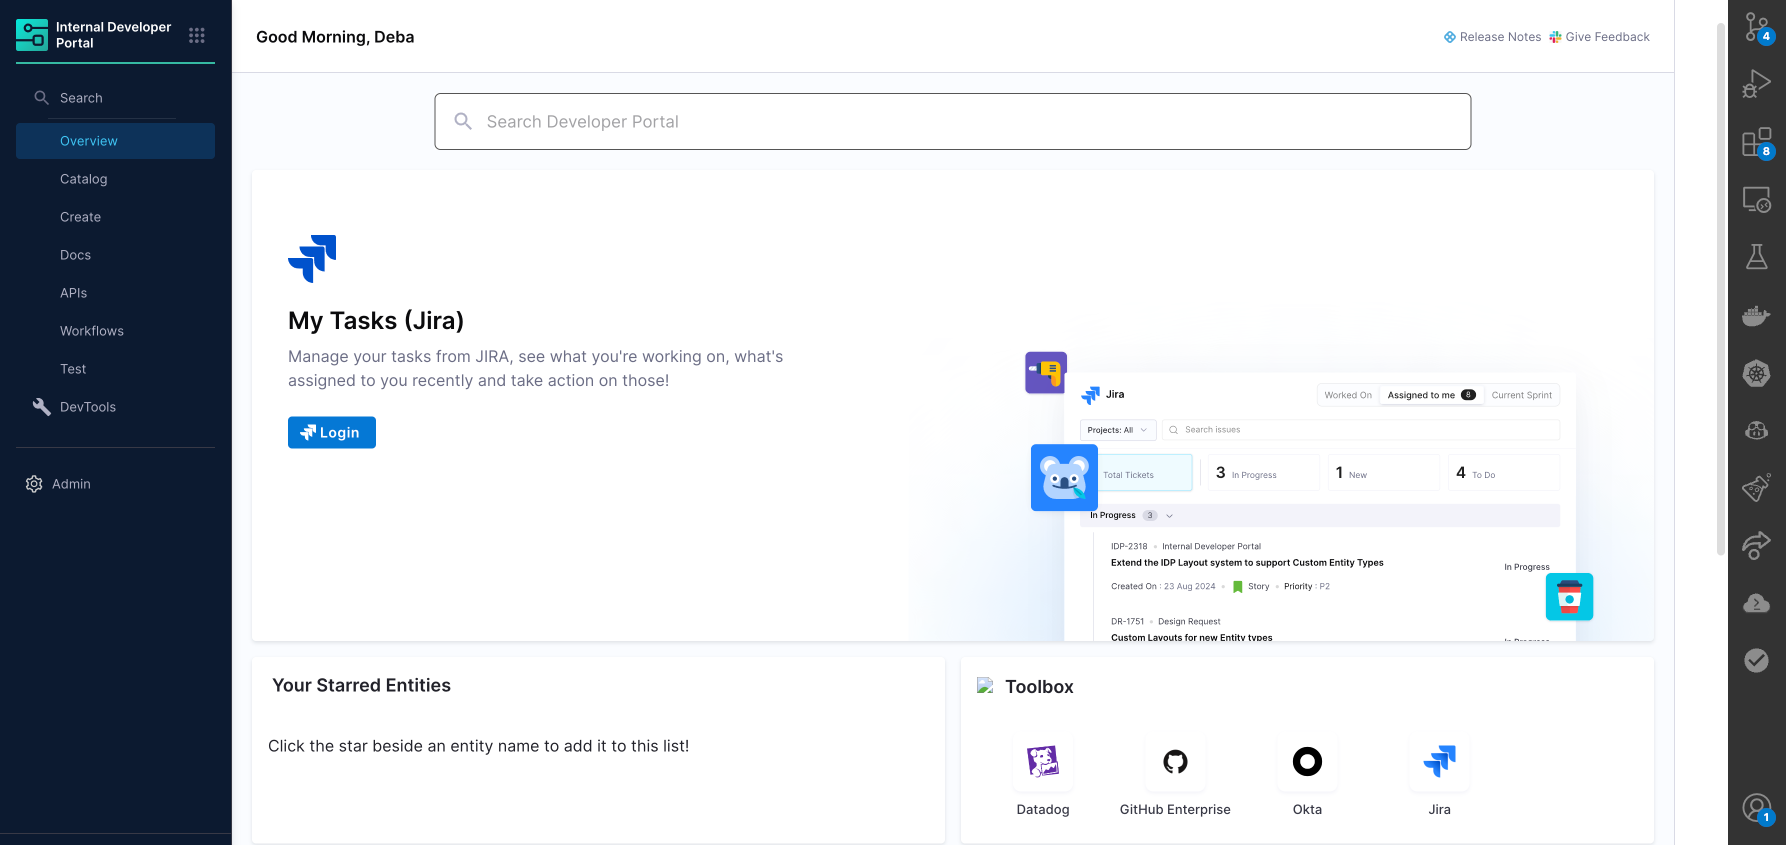 Internal Developer
Portal
Search
Overview
Catalog
Create
Docs
APIs
Workflows
Test
DevTools
Admin
Good Morning, Deba
Release Notes
Give Feedback
Search Developer Portal
My Tasks (Jira)
Manage your tasks from JIRA, see what you're working on, what's
assigned to you recently and take action on those!
Login
Jira
Worked On
Assigned to me 8
Current Sprint
Projects: All
Search issues
Total Tickets
3 In Progress
1 New
4 To Do
In Progress 3
IDP-2318 • Internal Developer Portal
Extend the IDP Layout system to support Custom Entity Types
In Progress
Created On : 23 Aug 2024 • Story • Priority : P2
DR-1751 • Design Request
Custom Layouts for new Entity types
In Progress
Your Starred Entities
Click the star beside an entity name to add it to this list!
Toolbox
Datadog
GitHub Enterprise
Okta
Jira
4
8
1